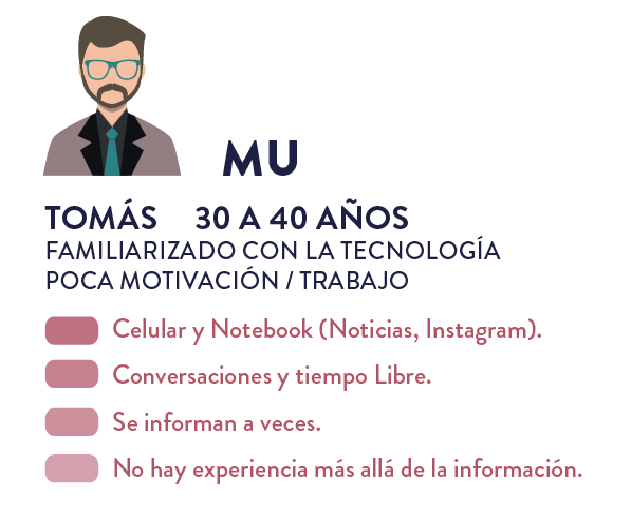 MU
TOMÁS 30 A 40 AÑOS
FAMILIARIZADO CON LA TECNOLOGÍA
POCA MOTIVACIÓN / TRABAJO
Celular y Notebook (Noticias, Instagram).
Conversaciones y tiempo Libre.
Se informan a veces.
No hay experiencia más allá de la información.